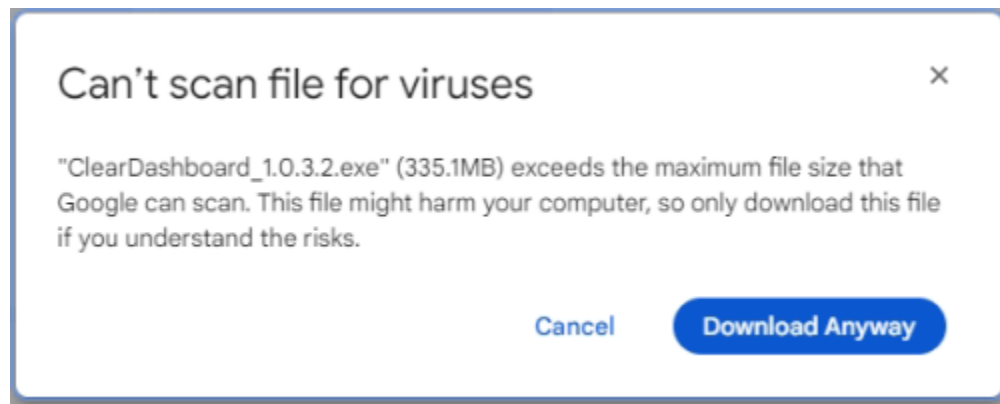 Can't scan file for viruses
"ClearDashboard_1.0.3.2.exe" (335.1MB) exceeds the maximum file size that
Google can scan. This file might harm your computer, so only download this file
if you understand the risks.
Cancel
Download Anyway